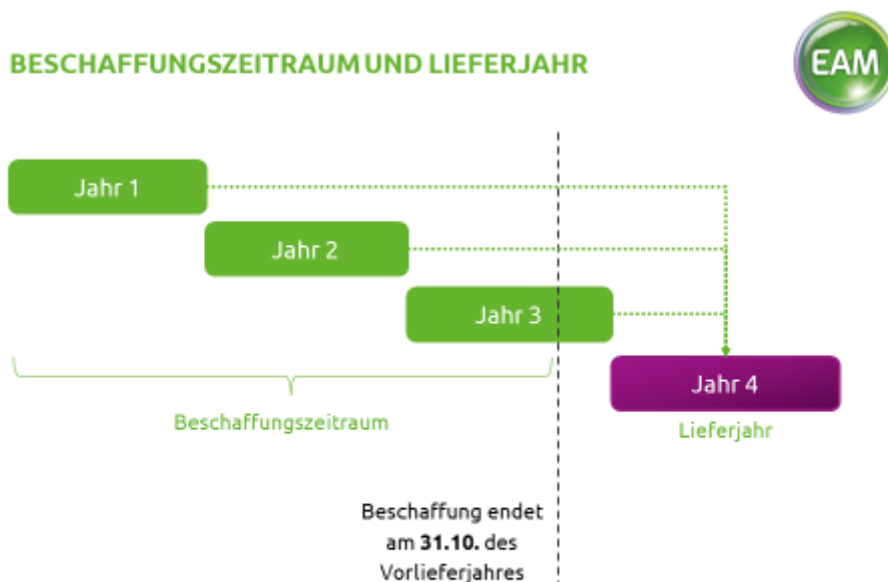 BESCHAFFUNGSZEITRAUM UND LIEFERJAHR
EAM
Jahr 1
Jahr 2
Jahr 3
Jahr 4
Beschaffungszeitraum
Lieferjahr
Beschaffung endet
am 31.10. des
Vorlieferjahres